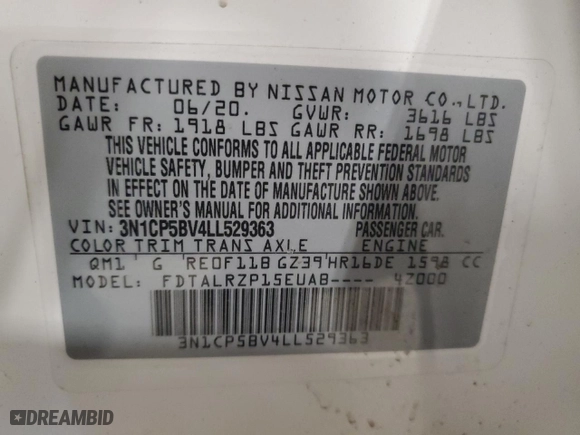 MANUFACTURED BY NISSAN MOTOR CO.,LTD.
DATE: 06/20. GVWR: 3616 LBS
GAWR FR: 1918 LBS GAWR RR: 1698 LBS
THIS VEHICLE CONFORMS TO ALL APPLICABLE FEDERAL MOTOR
VEHICLE SAFETY, BUMPER AND THEFT PREVENTION STANDARDS
IN EFFECT ON THE DATE OF MANUFACTURE SHOWN ABOVE.
SEE OWNER'S MANUAL FOR ADDITIONAL INFORMATION.
VIN: 3N1CP5BV4LL529363 PASSENGER CAR.
COLOR TRIM TRANS AXLE ENGINE
QM1 G RE0F11B GZ39 HR16DE 1598 CC
MODEL: FDTALRZP15EUAB---- 4Z000
3N1CP5BV4LL529363
DREAMBID